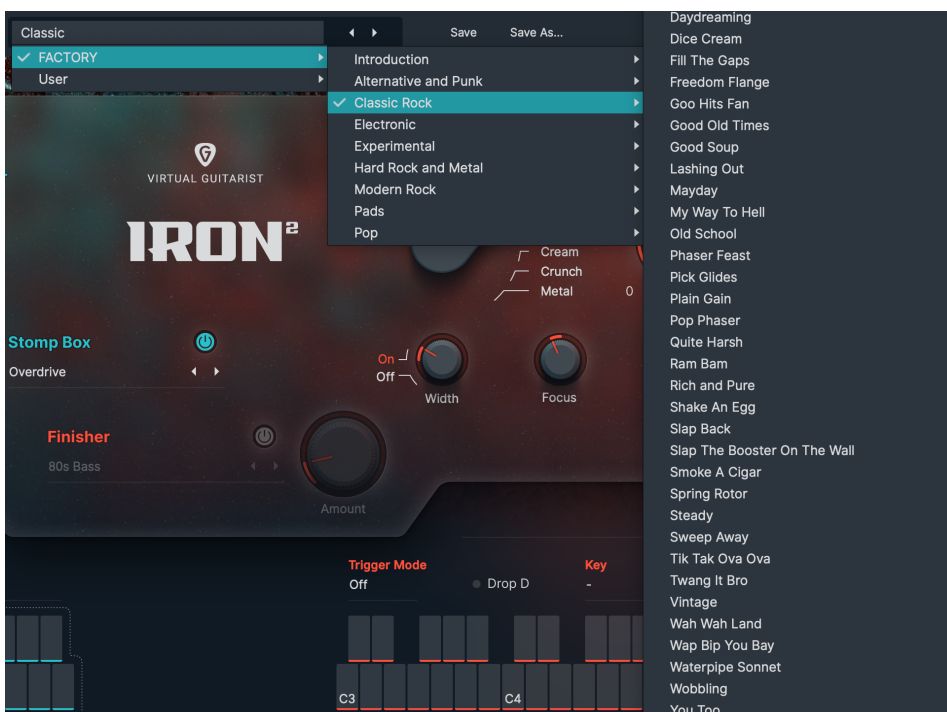 Classic
Save
Save As...
FACTORY
User
Introduction
Alternative and Punk
Classic Rock
Electronic
Experimental
Hard Rock and Metal
Modern Rock
Pads
Pop
Daydreaming
Dice Cream
Fill The Gaps
Freedom Flange
Goo Hits Fan
Good Old Times
Good Soup
Lashing Out
Mayday
My Way To Hell
Old School
Phaser Feast
Pick Glides
Plain Gain
Pop Phaser
Quite Harsh
Ram Bam
Rich and Pure
Shake An Egg
Slap Back
Slap The Booster On The Wall
Smoke A Cigar
Spring Rotor
Steady
Sweep Away
Tik Tak Ova Ova
Twang It Bro
Vintage
Wah Wah Land
Wap Bip You Bay
Waterpipe Sonnet
Wobbling
You Too
VIRTUAL GUITARIST
IRON²
Cream
Crunch
Metal 0
Stomp Box
Overdrive
On
Off
Width
Focus
Finisher
80s Bass
Amount
Trigger Mode
Off
Drop D
Key
-
C3
C4